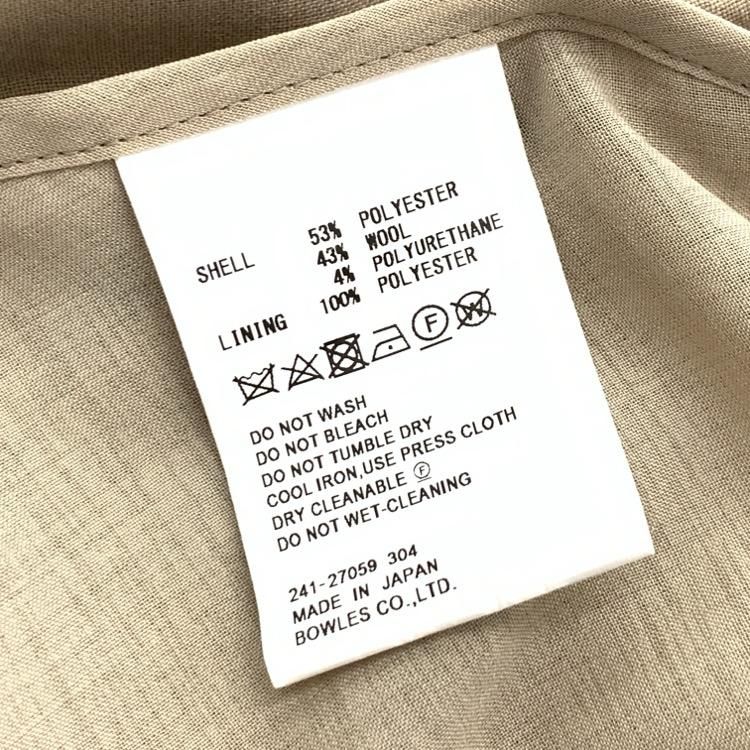 SHELL 53% POLYESTER
43% WOOL
4% POLYURETHANE
LINING 100% POLYESTER
F W
DO NOT WASH
DO NOT BLEACH
DO NOT TUMBLE DRY
COOL IRON,USE PRESS CLOTH
DRY CLEANABLE Ⓕ
DO NOT WET-CLEANING
241-27059 304
MADE IN JAPAN
BOWLES CO.,LTD.